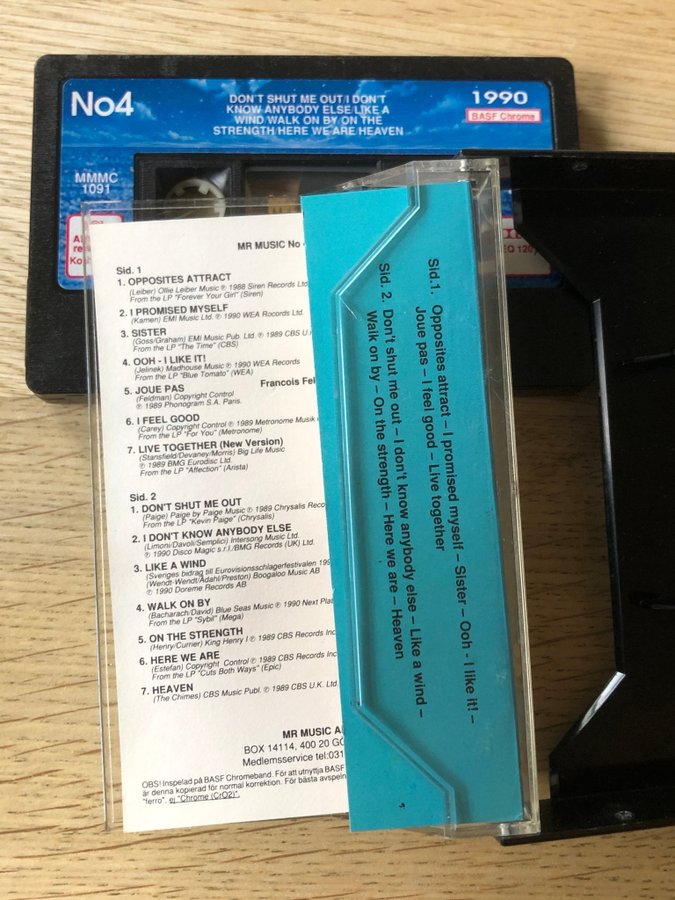 No4
DON'T SHUT ME OUT/I DON'T
KNOW ANYBODY ELSE/LIKE A
WIND/WALK ON BY/ON THE
STRENGTH/HERE WE ARE/HEAVEN
1990
BASF Chrome
MMMC
1091
EQ 120
MR MUSIC No
Sid. 1
1. OPPOSITES ATTRACT
(Leiber) Ollie Leiber Music ℗ 1988 Siren Records Ltd.
From the LP "Forever Your Girl" (Siren)
2. I PROMISED MYSELF
(Kamen) EMI Music Ltd. ℗ 1990 WEA Rocords Ltd.
3. SISTER
(Goss/Graham) EMI Music Pub. Ltd. ℗ 1989 CBS U
From the LP "The Time" (CBS)
4. OOH - I LIKE IT!
(Jelinek) Madhouse Music ℗ 1990 WEA Records
From the LP "Blue Tomato" (WEA)
5. JOUE PAS Francois Fel
(Feldman) Copyright Control
℗ 1989 Phonogram S.A. Paris.
6. I FEEL GOOD
(Carey) Copyright Control ℗ 1989 Metronome Musik
From the LP "For You" (Metronome)
7. LIVE TOGETHER (New Version)
(Stansfield/Devaney/Morris) Big Life Music
℗ 1989 BMG Eurodisc Ltd.
From the LP "Affection" (Arista)
Sid. 2
1. DON'T SHUT ME OUT
(Paige) Paige by Paige Music ℗ 1989 Chrysalis Reco
From the LP "Kevin Paige" (Chrysalis)
2. I DON'T KNOW ANYBODY ELSE
(Limoni/Davoli/Semplici) Intersong Music Ltd.
℗ 1990 Disco Magic s.r.l./BMG Records (UK) Ltd.
3. LIKE A WIND
(Sveriges bidrag till Eurovisionsschlagerfestivalen 199
(Wendt-Wendt/Adahl/Preston) Boogaloo Music AB
℗ 1990 Doreme Records AB
4. WALK ON BY
(Bacharach/David) Blue Seas Music ℗ 1990 Next Pla
From the LP "Sybil" (Mega)
5. ON THE STRENGTH
(Henry/Currier) King Henry I ℗ 1989 CBS Records Inc
6. HERE WE ARE
(Estefan) Copyright Control ℗ 1989 CBS Records Inc
From the LP "Cuts Both Ways" (Epic)
7. HEAVEN
(The Chimes) CBS Music Publ. ℗ 1989 CBS U.K. Ltd.
MR MUSIC A
BOX 14114, 400 20 GÖ
Medlemsservice tel:031
OBS! Inspelad på BASF Chromeband. För att utnyttja BASF
är denna kopierad för normal korrektion. För bästa avspeln
"ferro". ej "Chrome (CrO2)".
Sid.1. Opposites attract – I promised myself – Sister – Ooh - I like it! –
Joue pas – I feel good – Live together
Sid. 2. Don't shut me out – I don't know anybody else – Like a wind –
Walk on by – On the strength – Here we are – Heaven